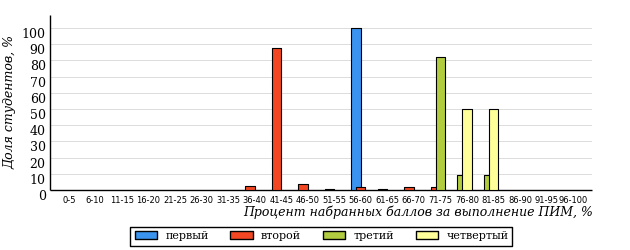 Доля студентов, %
100
90
80
70
60
50
40
30
20
10
0
0-5 6-10 11-15 16-20 21-25 26-30 31-35 36-40 41-45 46-50 51-55 56-60 61-65 66-70 71-75 76-80 81-85 86-90 91-95 96-100
Процент набранных баллов за выполнение ПИМ, %
первый второй третий четвертый